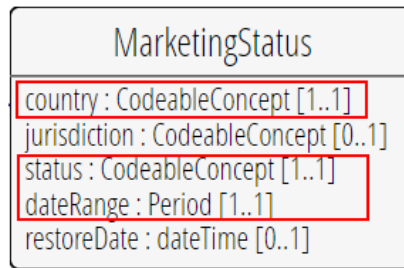 MarketingStatus
country : CodeableConcept [1..1]
jurisdiction : CodeableConcept [0..1]
status : CodeableConcept [1..1]
dateRange : Period [1..1]
restoreDate : dateTime [0..1]